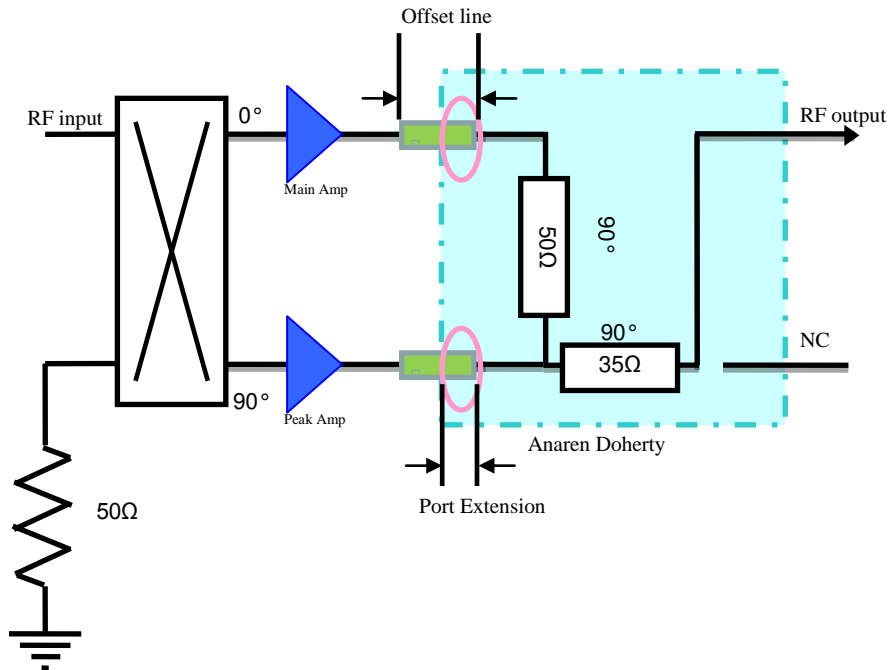 Offset line
RF input
0°
RF output
Main Amp
50Ω
90°
90°
35Ω
NC
90°
Peak Amp
Anaren Doherty
Port Extension
50Ω